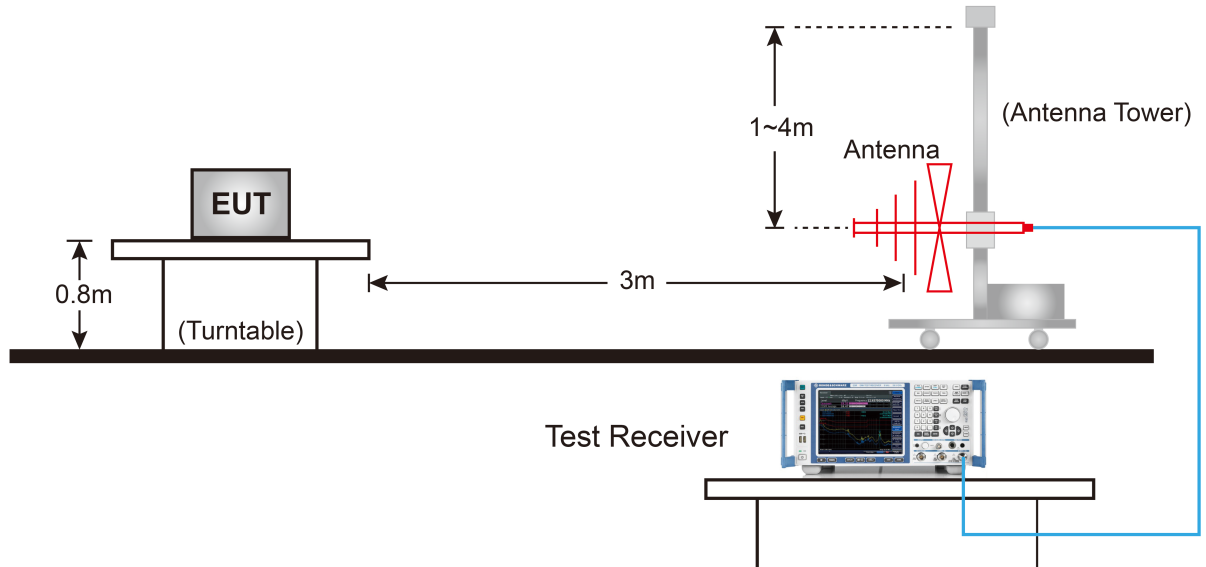 1~4m
(Antenna Tower)
Antenna
EUT
0.8m
3m
(Turntable)
Test Receiver